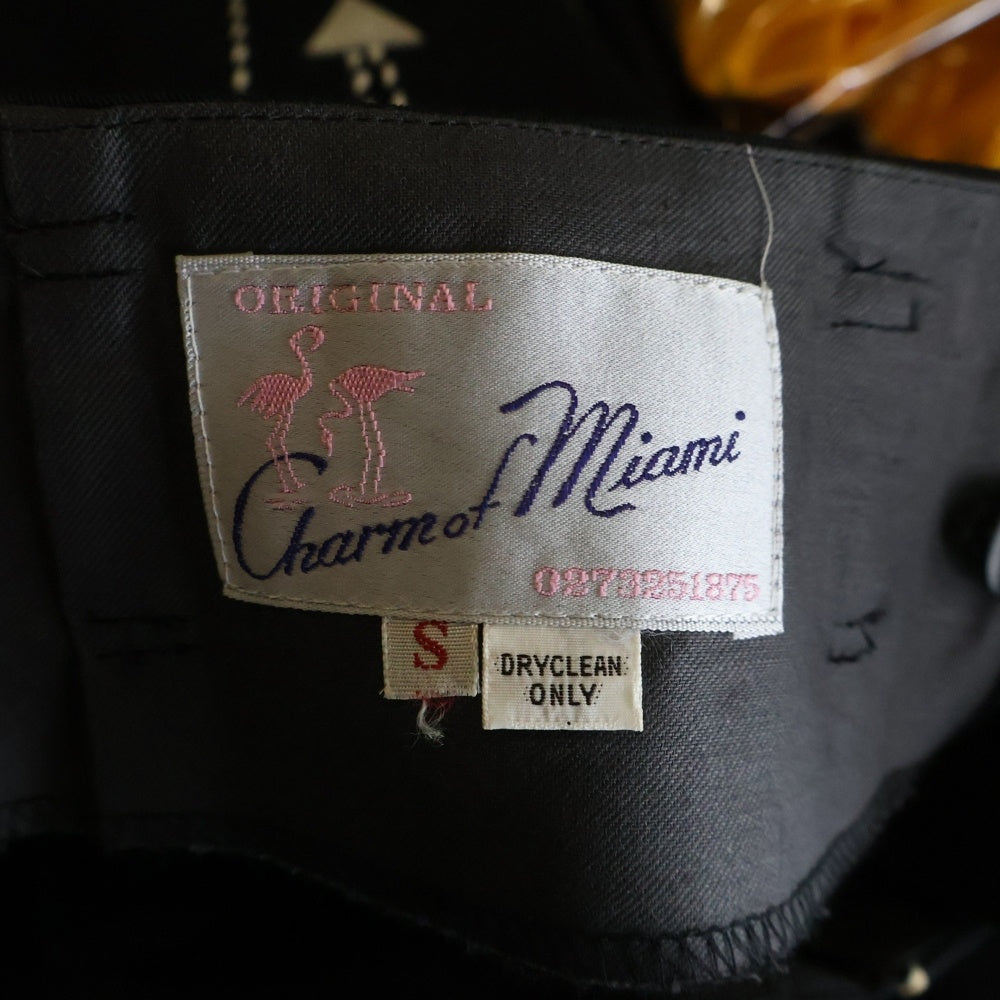 ORIGINAL
Charm of Miami
0273251875
S
DRYCLEAN
ONLY